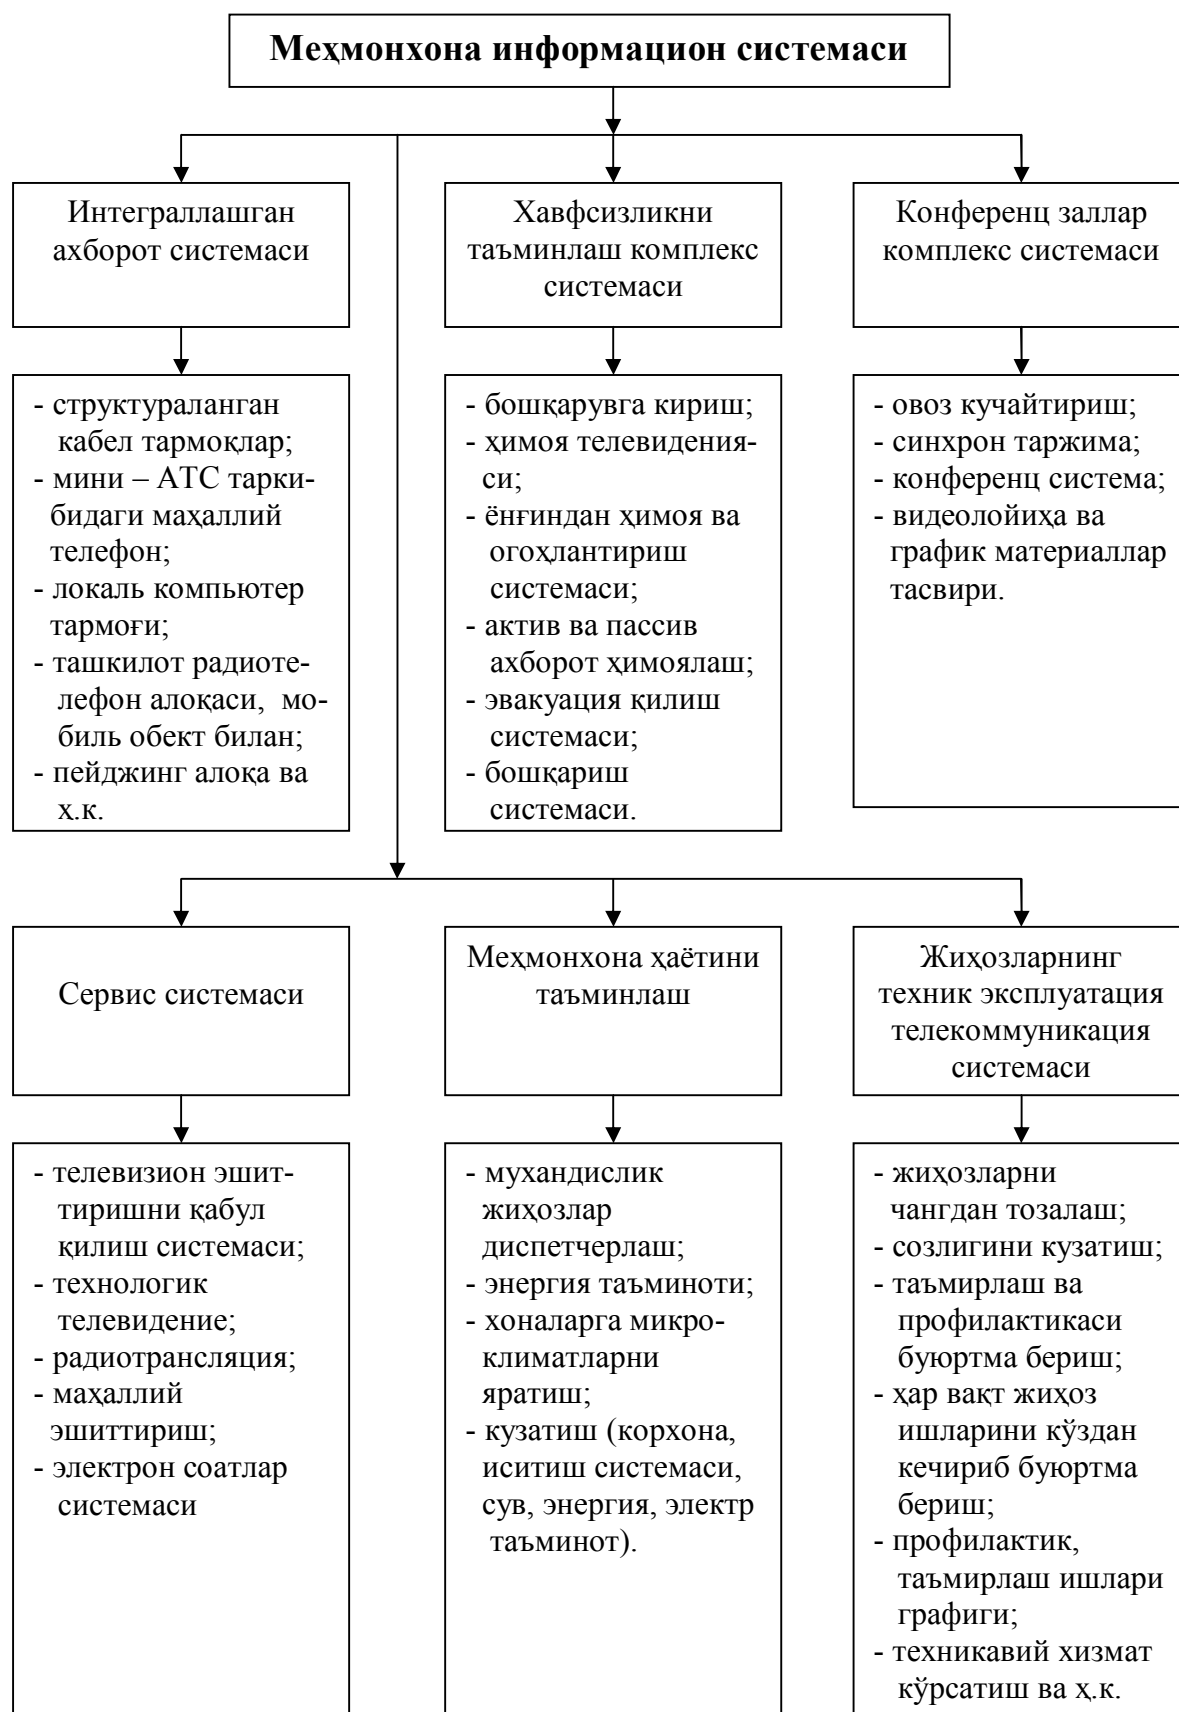 Меҳмонхона информацион системаси
Интеграллашган
ахборот системаси
Хавфсизликни
таъминлаш комплекс
системаси
Конференц заллар
комплекс системаси
- структураланган
кабел тармоқлар;
- мини – АТС тарки-
бидаги маҳаллий
телефон;
- локаль компьютер
тармоғи;
- ташкилот радиоте-
лефон алоқаси, мо-
биль обект билан;
- пейджинг алоқа ва
ҳ.к.
- бошқарувга кириш;
- ҳимоя телевидения-
си;
- ёнғиндан ҳимоя ва
огоҳлантириш
системаси;
- актив ва пассив
ахборот ҳимоялаш;
- эвакуация қилиш
системаси;
- бошқариш
системаси.
- овоз кучайтириш;
- синхрон таржима;
- конференц система;
- видеолойиҳа ва
график материаллар
тасвири.
Сервис системаси
Меҳмонхона ҳаётини
таъминлаш
Жиҳозларнинг
техник эксплуатация
телекоммуникация
системаси
- телевизион эшит-
тиришни қабул
қилиш системаси;
- технологик
телевидение;
- радиотрансляция;
- маҳаллий
эшиттириш;
- электрон соатлар
системаси
- мухандислик
жиҳозлар
диспетчерлаш;
- энергия таъминоти;
- хоналарга микро-
климатларни
яратиш;
- кузатиш (корхона,
иситиш системаси,
сув, энергия, электр
таъминот).
- жиҳозларни
чангдан тозалаш;
- созлигини кузатиш;
- таъмирлаш ва
профилактикаси
буюртма бериш;
- ҳар вақт жиҳоз
ишларини кўздан
кечириб буюртма
бериш;
- профилактик,
таъмирлаш ишлари
графиги;
- техникавий хизмат
кўрсатиш ва ҳ.к.